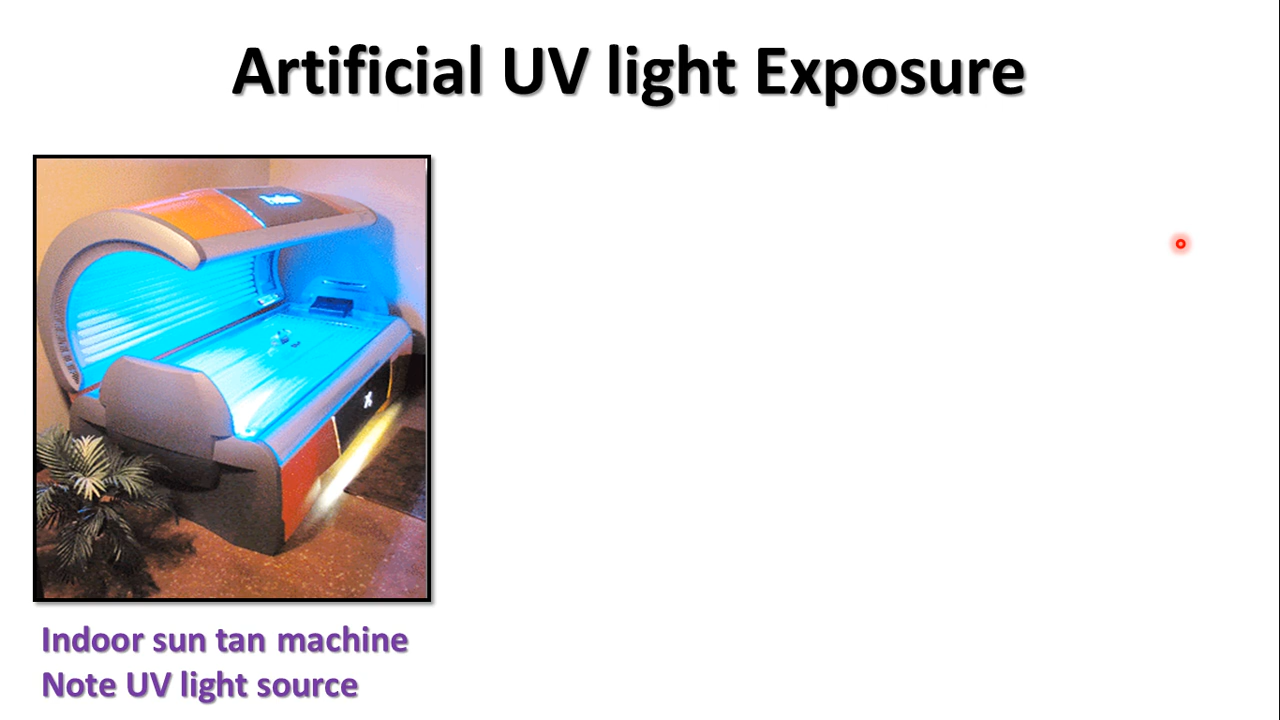 Artificial UV light Exposure
Indoor sun tan machine
Note UV light source